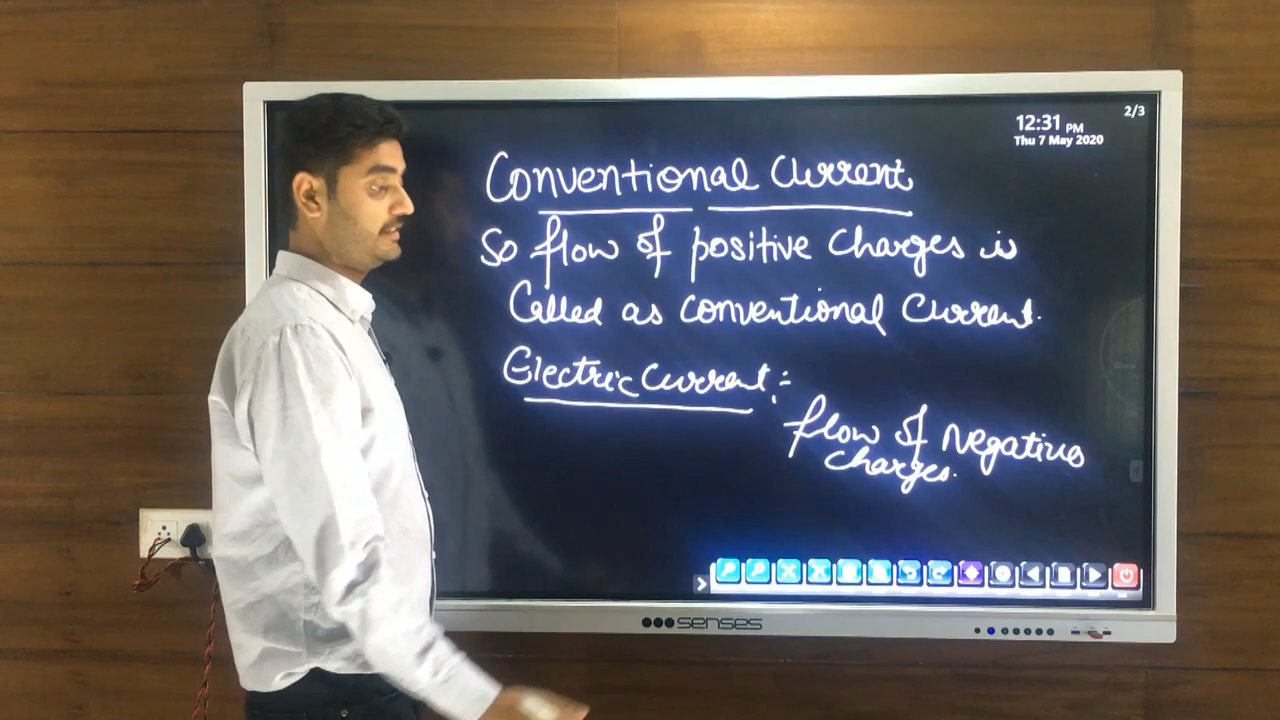 2/3
12:31 PM
Thu 7 May 2020
Conventional Current
So flow of positive charges is
Called as conventional current.
Electric Current :-
flow of Negative
charges.
senses